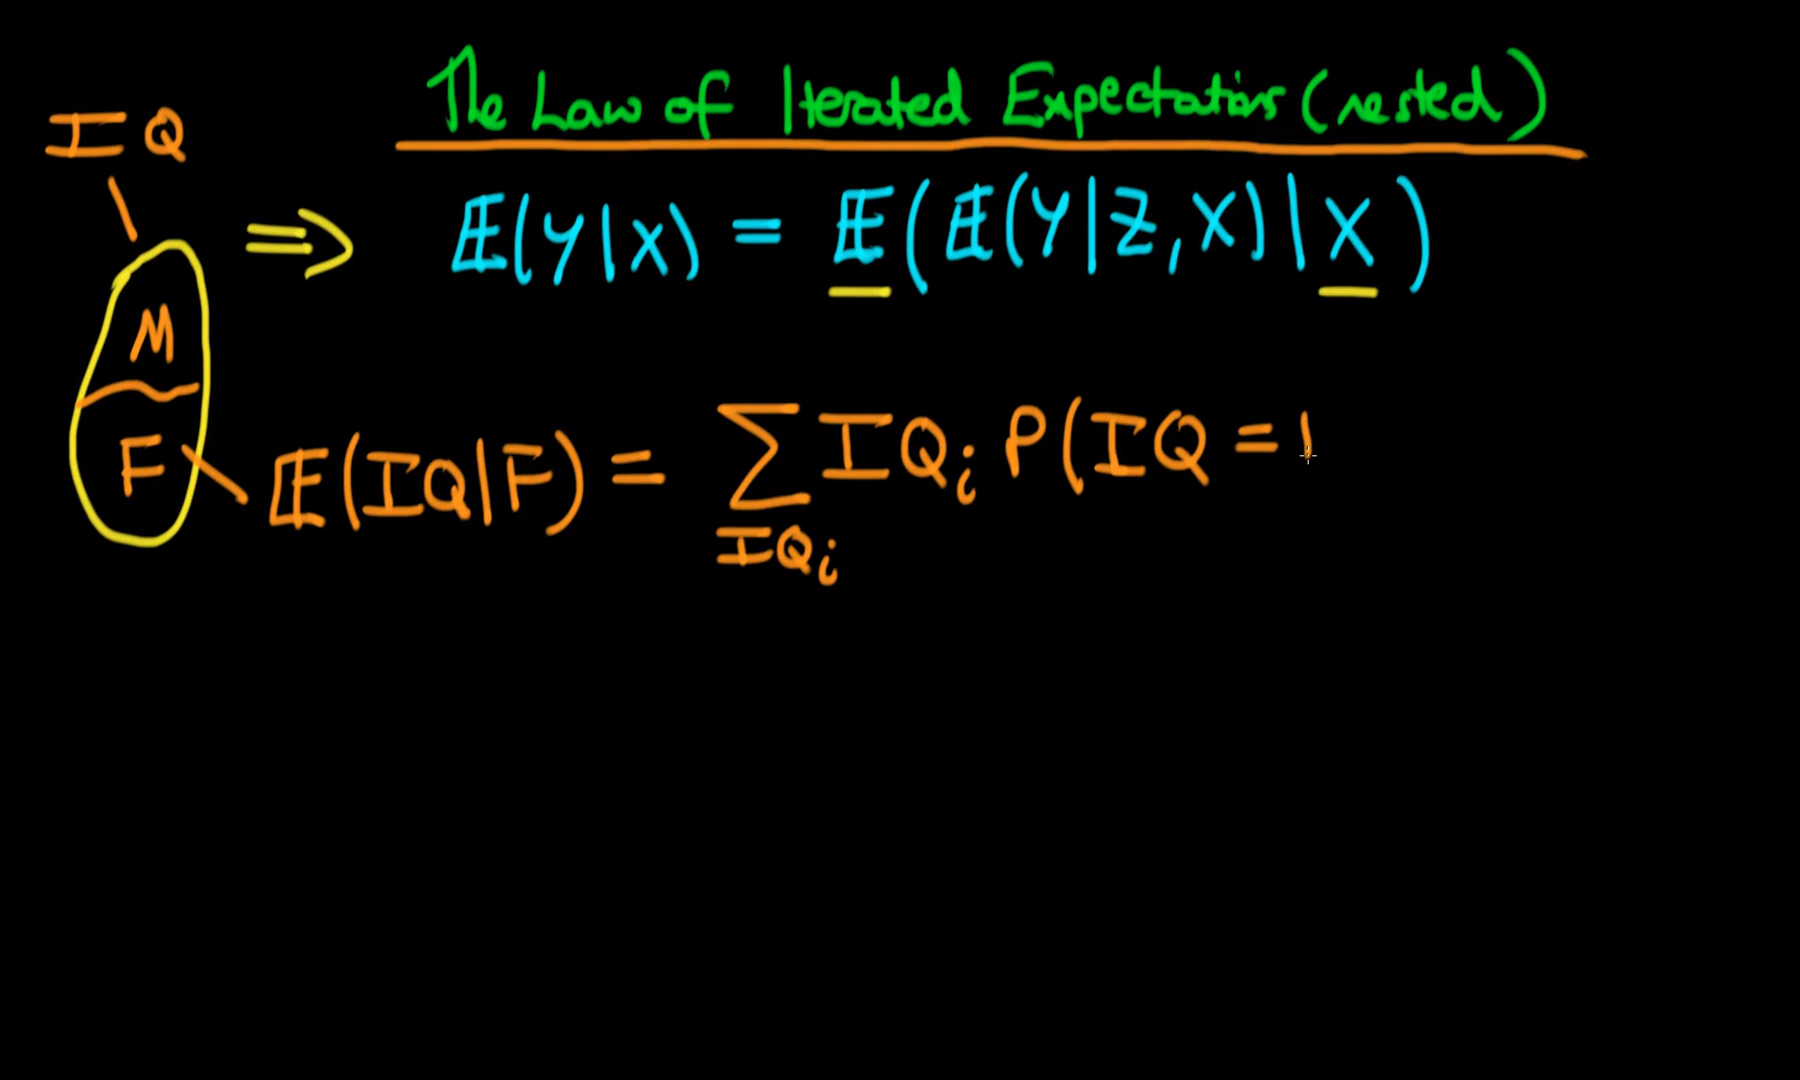 The Law of Iterated Expectations (nested)
IQ
𝔼(Y|X) = 𝔼(𝔼(Y|Z,X)|X)
M
F
𝔼(IQ|F) = ∑ IQi P(IQ = I
IQi